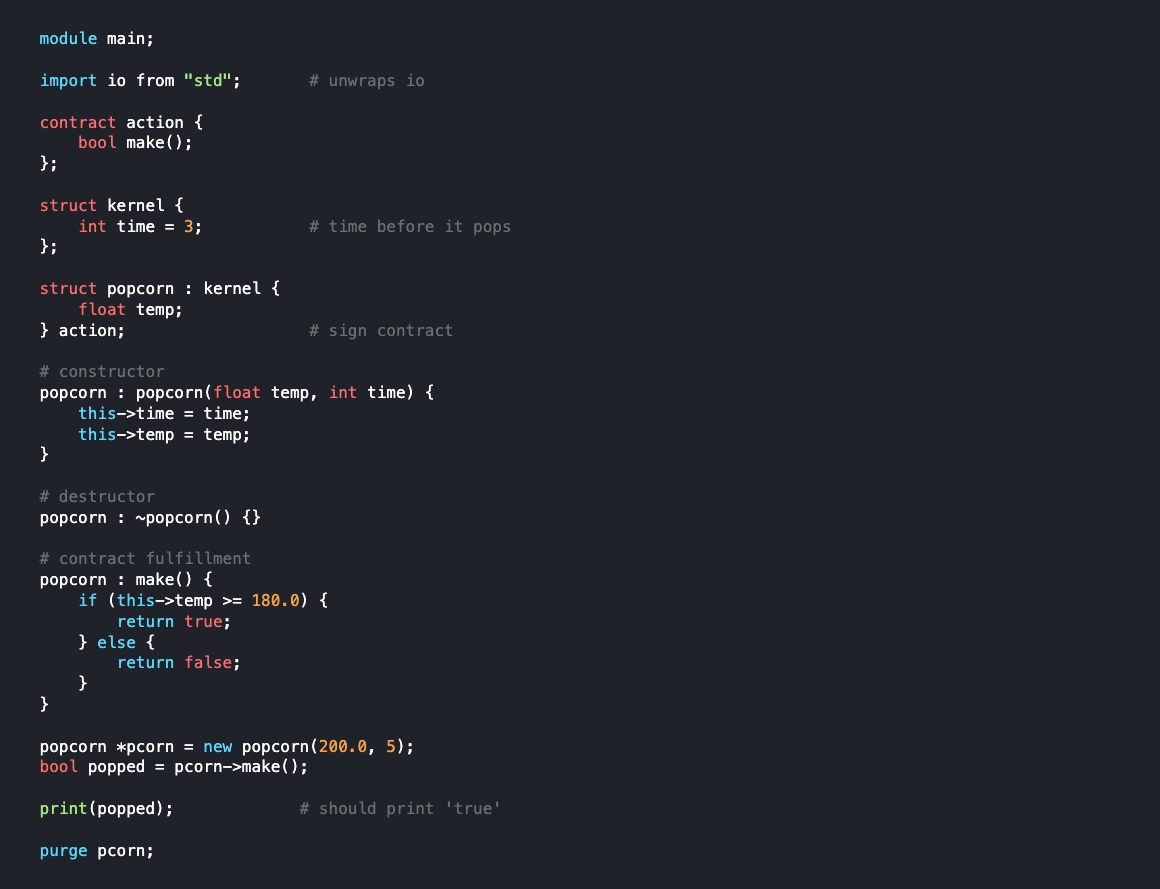 module main;
import io from "std"; # unwraps io
contract action {
bool make();
};
struct kernel {
int time = 3; # time before it pops
};
struct popcorn : kernel {
float temp;
} action; # sign contract
# constructor
popcorn : popcorn(float temp, int time) {
this->time = time;
this->temp = temp;
}
# destructor
popcorn : ~popcorn() {}
# contract fulfillment
popcorn : make() {
if (this->temp >= 180.0) {
return true;
} else {
return false;
}
}
popcorn *pcorn = new popcorn(200.0, 5);
bool popped = pcorn->make();
print(popped); # should print 'true'
purge pcorn;